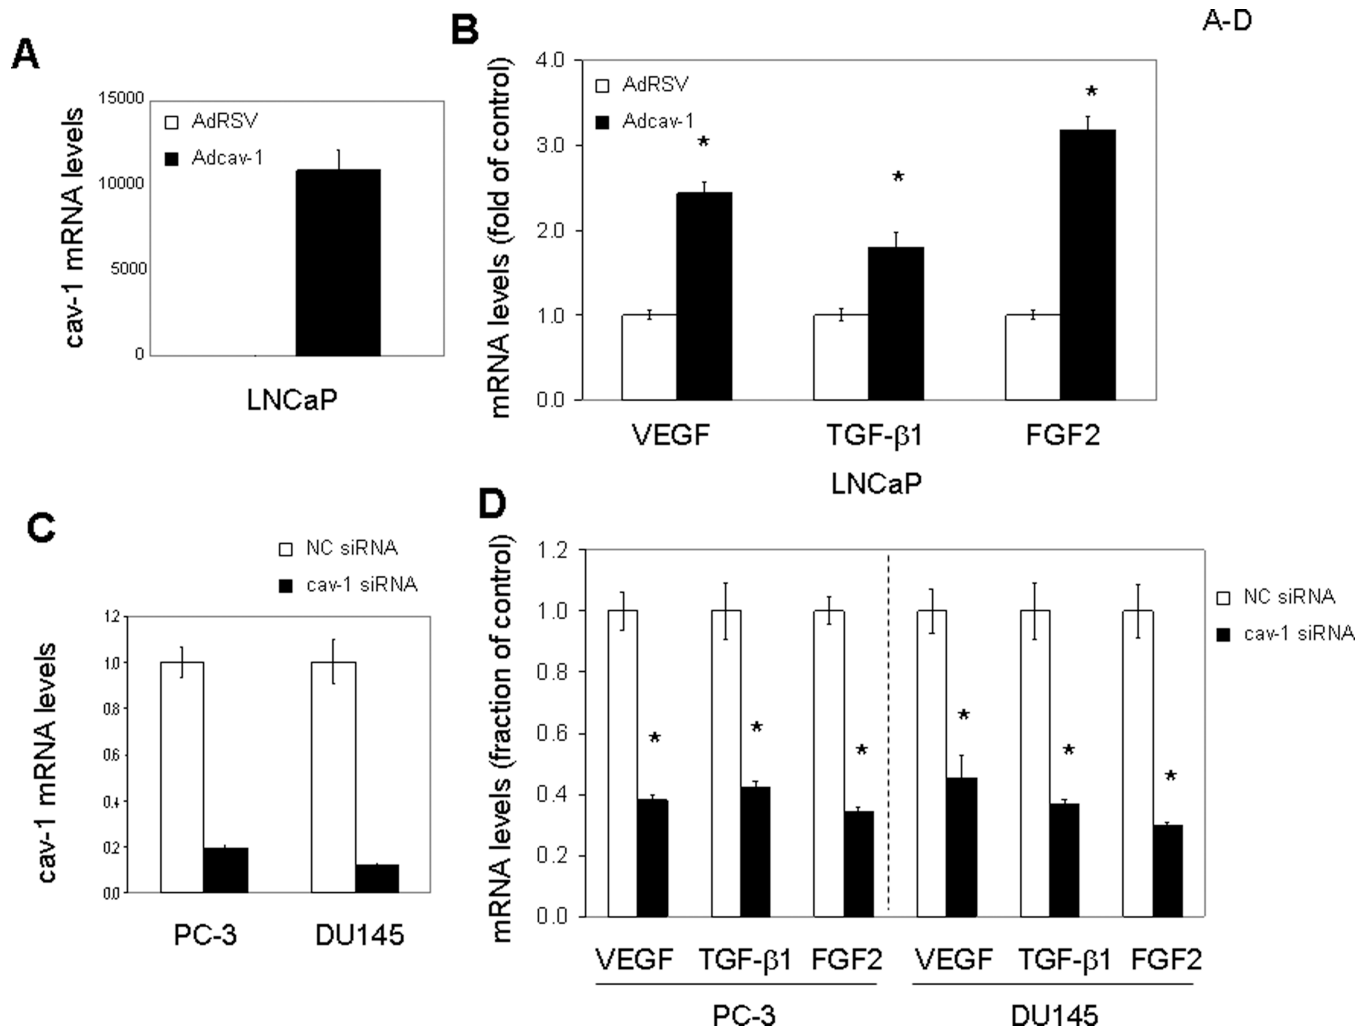 A-D
A
cav-1 mRNA levels
15000
10000
5000
0
AdRSV
Adcav-1
LNCaP
B
mRNA levels (fold of control)
4.0
3.0
2.0
1.0
0.0
AdRSV
Adcav-1
*
*
*
VEGF TGF-β1 FGF2
LNCaP
C
NC siRNA
cav-1 siRNA
cav-1 mRNA levels
1.2
1.0
0.8
0.6
0.4
0.2
0.0
PC-3 DU145
D
mRNA levels (fraction of control)
1.2
1.0
0.8
0.6
0.4
0.2
0.0
*
*
*
*
*
*
NC siRNA
cav-1 siRNA
VEGF TGF-β1 FGF2 VEGF TGF-β1 FGF2
PC-3 DU145